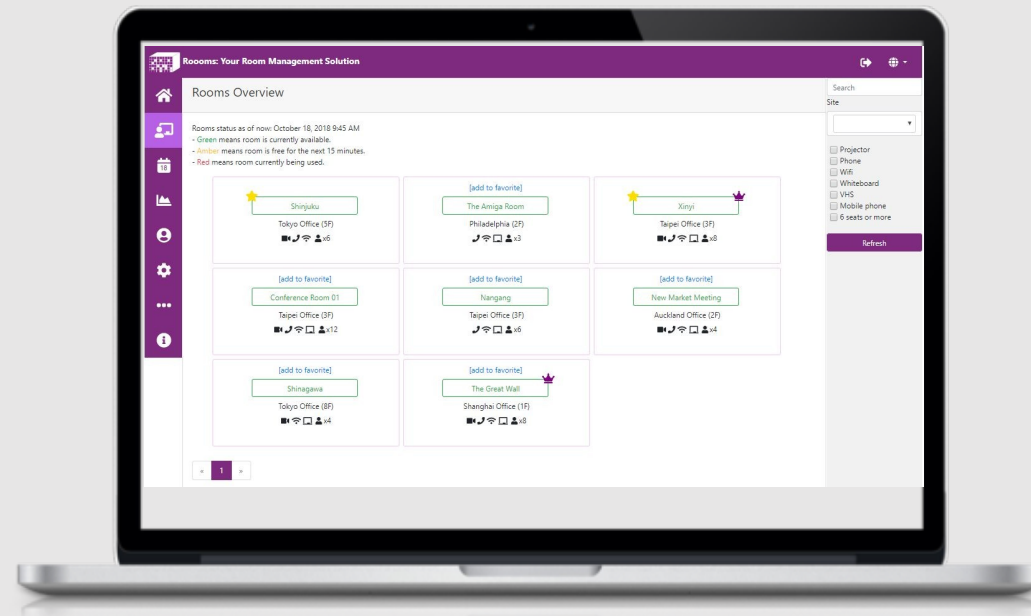 Roooms: Your Room Management Solution
Rooms Overview
Rooms status as of now: October 18, 2018 9:45 AM
- Green means room is currently available.
- Amber means room is free for the next 15 minutes.
- Red means room currently being used.
18
Shinjuku
Tokyo Office (5F)
x6
[add to favorite]
The Amiga Room
Philadelphia (2F)
x3
Xinyi
Taipei Office (3F)
x8
[add to favorite]
Conference Room 01
Taipei Office (3F)
x12
[add to favorite]
Nangang
Taipei Office (3F)
x6
[add to favorite]
New Market Meeting
Auckland Office (2F)
x4
[add to favorite]
Shinagawa
Tokyo Office (8F)
x4
[add to favorite]
The Great Wall
Shanghai Office (1F)
x8
« 1 »
Search
Site
Projector
Phone
Wifi
Whiteboard
VHS
Mobile phone
6 seats or more
Refresh